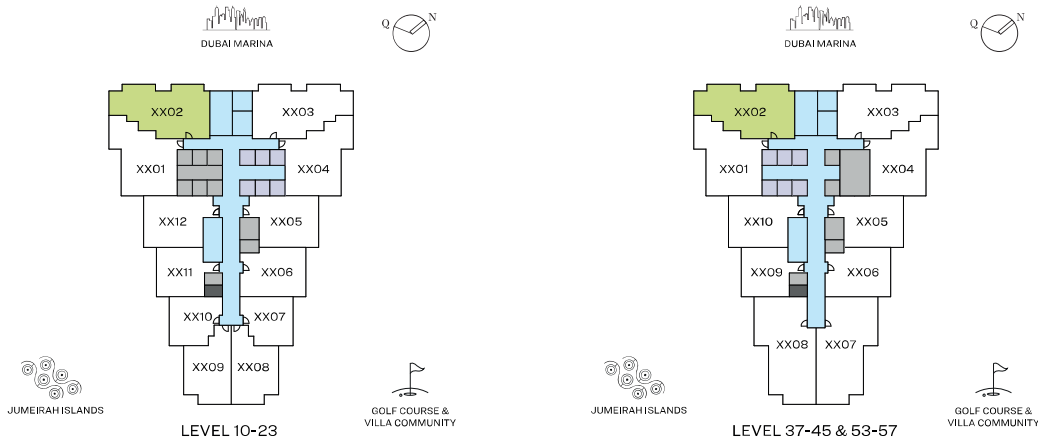 DUBAI MARINA
Q N
XX02
XX03
XX01
XX04
XX12
XX05
XX11
XX06
XX10
XX07
XX09
XX08
JUMEIRAH ISLANDS
GOLF COURSE &
VILLA COMMUNITY
LEVEL 10-23
DUBAI MARINA
Q N
XX02
XX03
XX01
XX04
XX10
XX05
XX09
XX06
XX08
XX07
JUMEIRAH ISLANDS
GOLF COURSE &
VILLA COMMUNITY
LEVEL 37-45 & 53-57